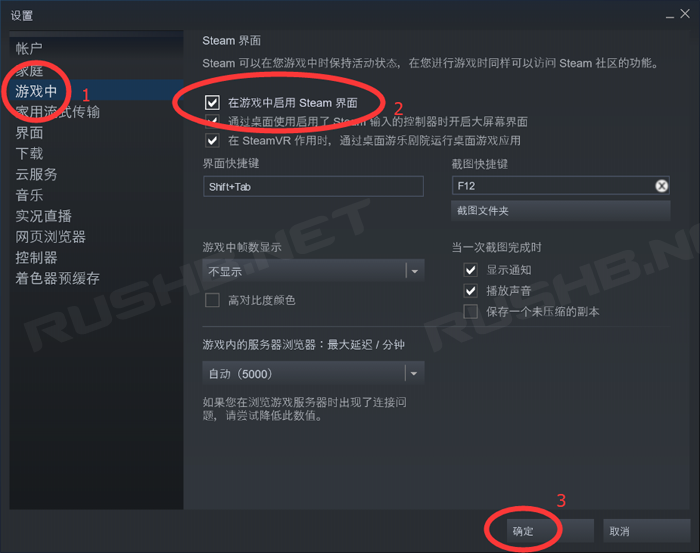 设置
帐户
家庭
游戏中
1
家用流式传输
界面
下载
云服务
音乐
实况直播
网页浏览器
控制器
着色器预缓存
Steam 界面
Steam 可以在您游戏中时保持活动状态，在您进行游戏时同样可以访问 Steam 社区的功能。
在游戏中启用 Steam 界面
2
通过桌面使用启用了 Steam 输入的控制器时开启大屏幕界面
在 SteamVR 作用时，通过桌面游乐剧院运行桌面游戏应用
界面快捷键
Shift+Tab
截图快捷键
F12
截图文件夹
游戏中帧数显示
不显示
高对比度颜色
当一次截图完成时
显示通知
播放声音
保存一个未压缩的副本
游戏内的服务器浏览器：最大延迟 / 分钟
自动（5000）
如果您在浏览游戏服务器时出现了连接问
题，请尝试降低此数值。
3
确定
取消
RUSHB.NET
RUSHB.NE